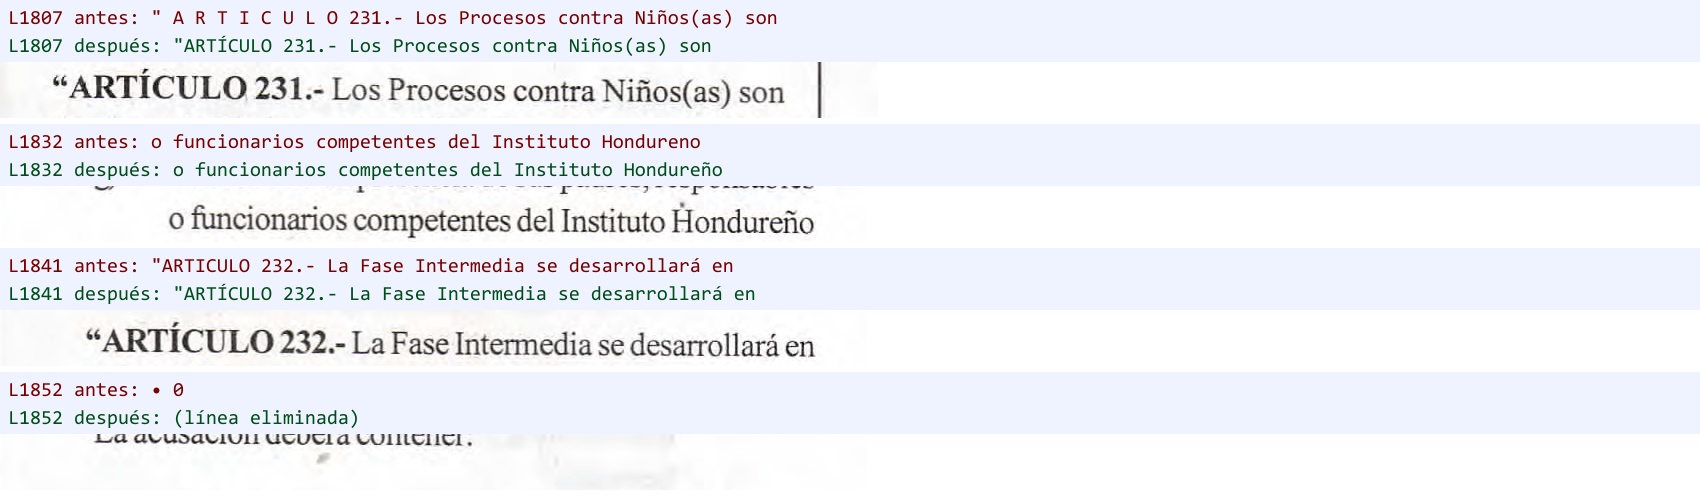 L1807 antes: " A R T I C U L O 231.- Los Procesos contra Niños(as) son
L1807 después: "ARTÍCULO 231.- Los Procesos contra Niños(as) son
“ARTÍCULO 231.- Los Procesos contra Niños(as) son
L1832 antes: o funcionarios competentes del Instituto Hondureno
L1832 después: o funcionarios competentes del Instituto Hondureño
o funcionarios competentes del Instituto Hondureño
L1841 antes: "ARTICULO 232.- La Fase Intermedia se desarrollará en
L1841 después: "ARTÍCULO 232.- La Fase Intermedia se desarrollará en
“ARTÍCULO 232.- La Fase Intermedia se desarrollará en
L1852 antes: • 0
L1852 después: (línea eliminada)
La acusación deberá contener: